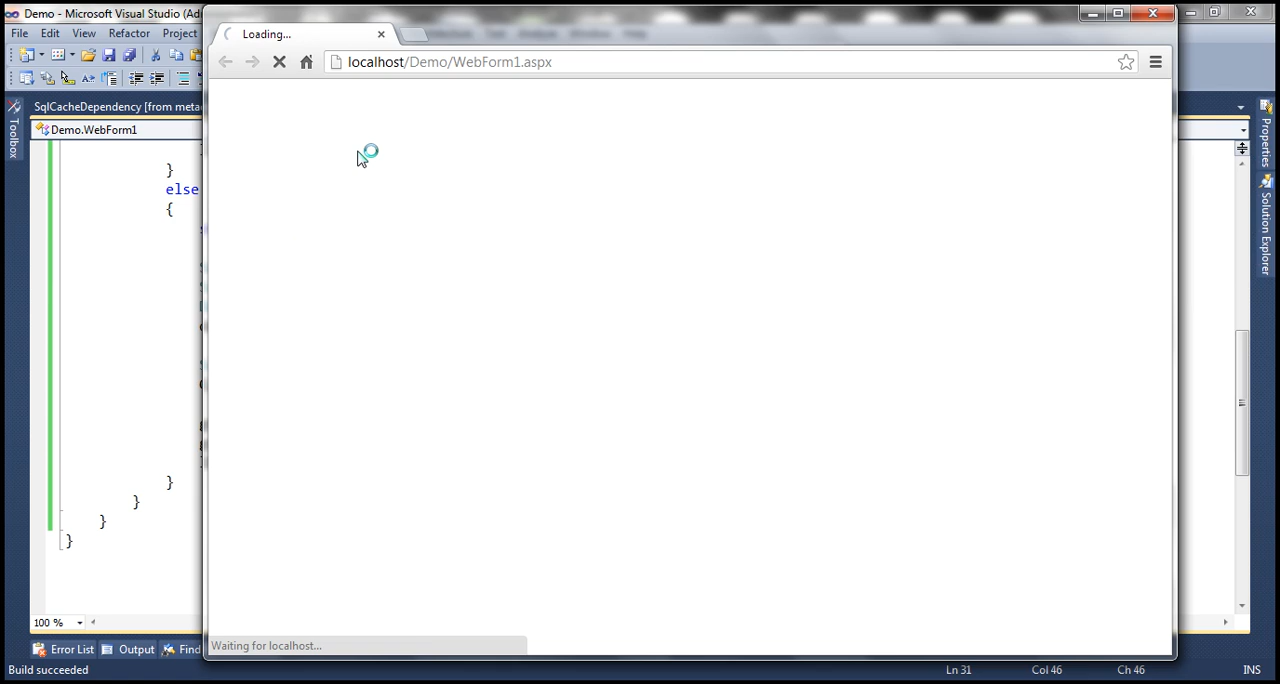 Demo - Microsoft Visual Studio (Ad
Loading...
File Edit View Refactor Project
Window Help
localhost/Demo/WebForm1.aspx
SqlCacheDependency [from meta
Demo.WebForm1
Toolbox
Properties
Solution Explorer
}
else
{
}
}
}
}
100 %
Waiting for localhost...
Error List Output Find
Build succeeded Ln 31 Col 46 Ch 46 INS